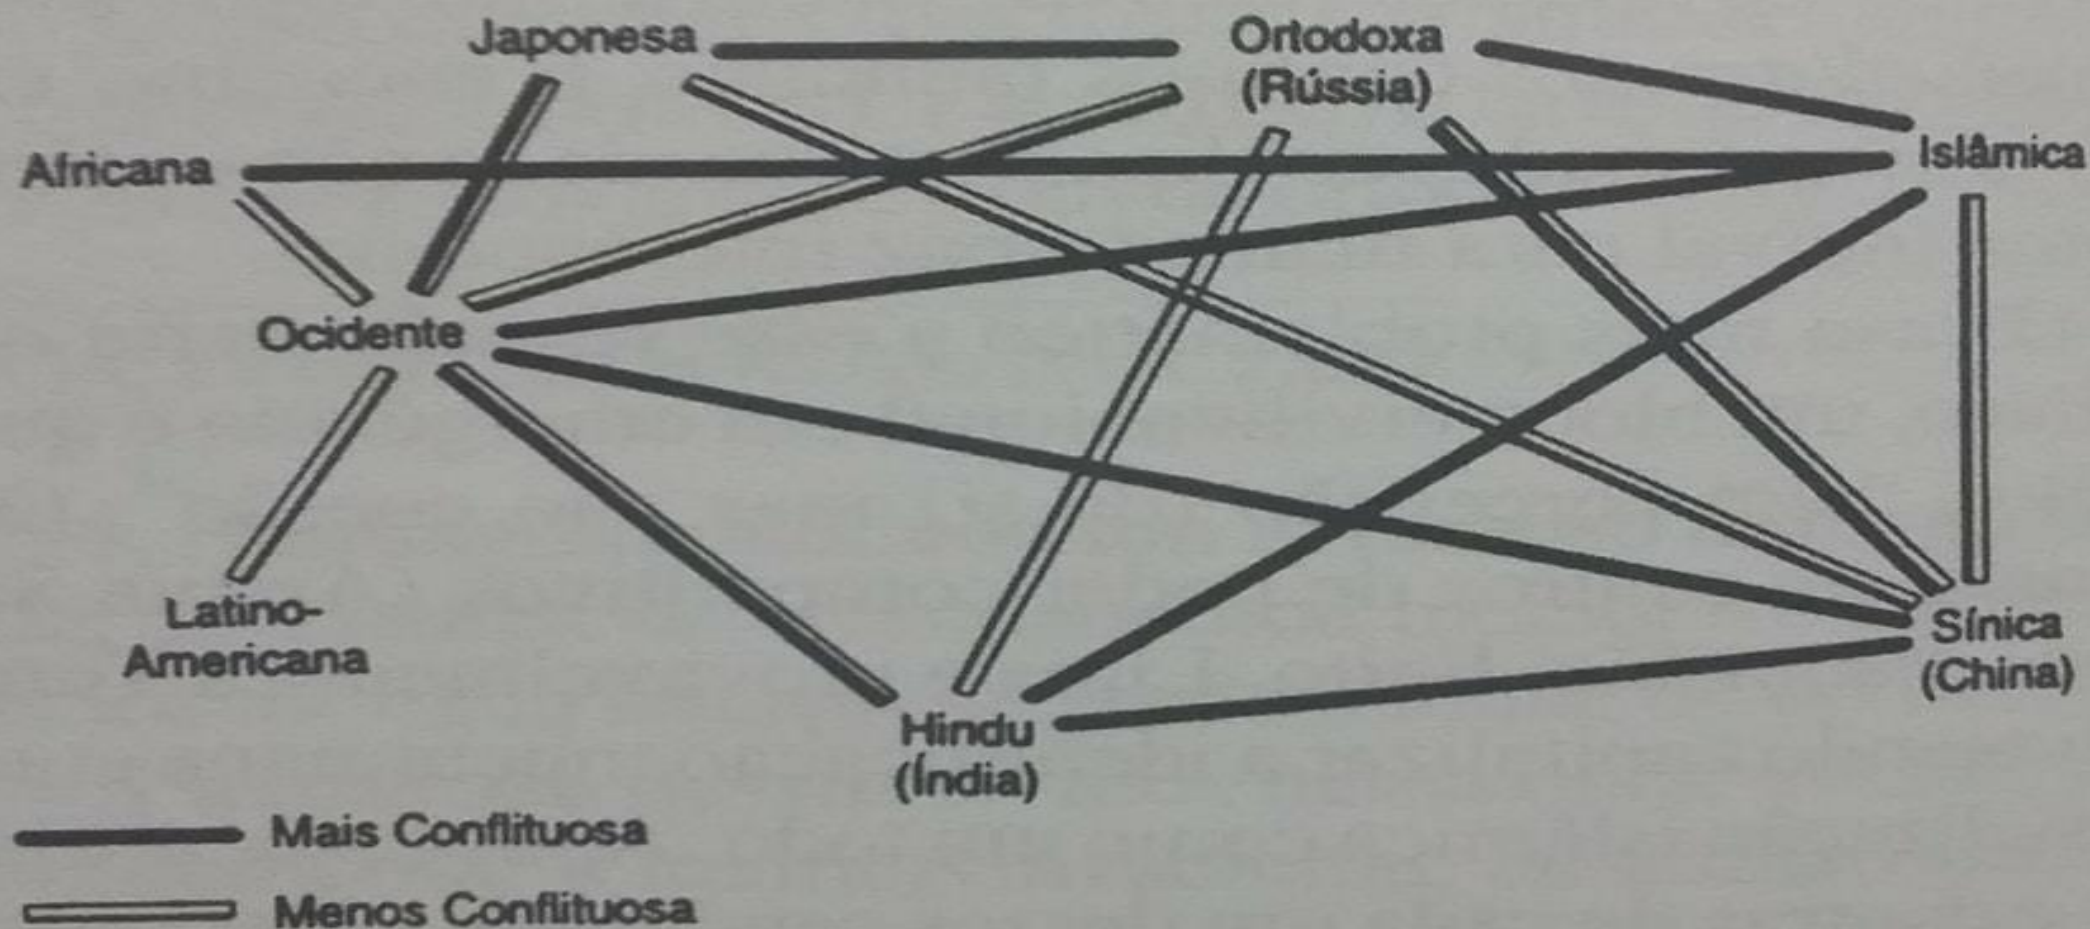 Japonesa
Ortodoxa
(Rússia)
Africana
Islâmica
Ocidente
Latino-
Americana
Sínica
(China)
Hindu
(Índia)
Mais Conflituosa
Menos Conflituosa